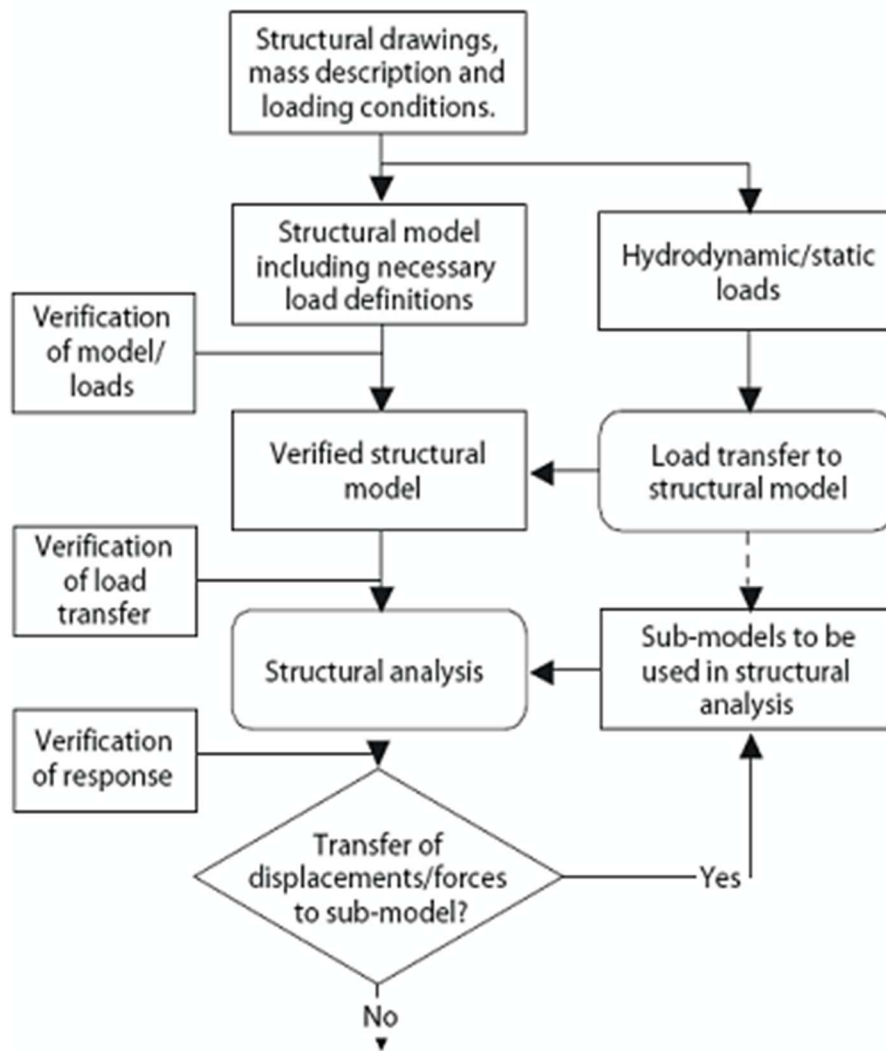 Structural drawings,
mass description and
loading conditions.
Structural model
including necessary
load definitions
Hydrodynamic/static
loads
Verification
of model/
loads
Verified structural
model
Load transfer to
structural model
Verification
of load
transfer
Structural analysis
Sub-models to be
used in structural
analysis
Verification
of response
Transfer of
displacements/forces
to sub-model?
Yes
No